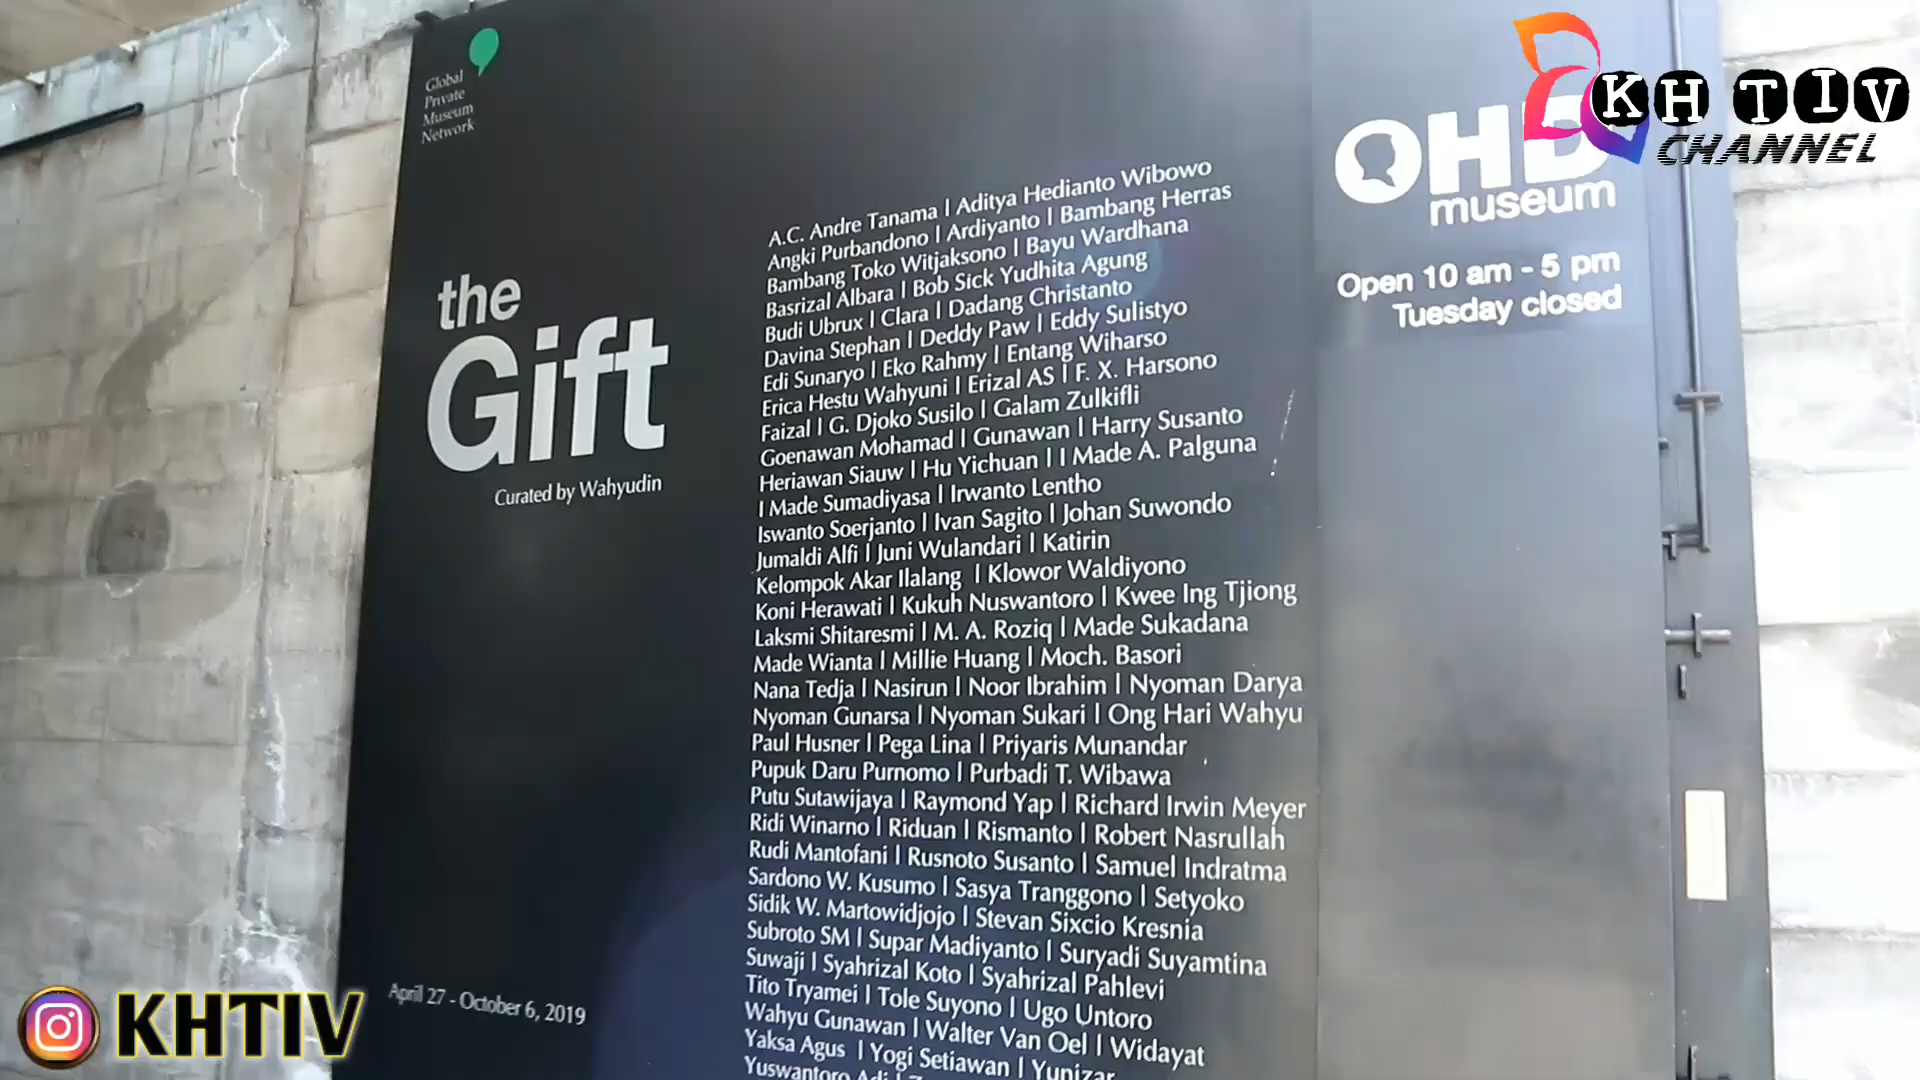 Global
Private
Museum
Network
the
Gift
Curated by Wahyudin
April 27 - October 6, 2019
A.C. Andre Tanama | Aditya Hedianto Wibowo
Angki Purbandono | Ardiyanto | Bambang Herras
Bambang Toko Witjaksono | Bayu Wardhana
Basrizal Albara | Bob Sick Yudhita Agung
Budi Ubrux | Clara | Dadang Christanto
Davina Stephan | Deddy Paw | Eddy Sulistyo
Edi Sunaryo | Eko Rahmy | Entang Wiharso
Erica Hestu Wahyuni | Erizal AS | F. X. Harsono
Faizal | G. Djoko Susilo | Galam Zulkifli
Goenawan Mohamad | Gunawan | Harry Susanto
Heriawan Siauw | Hu Yichuan | I Made A. Palguna
I Made Sumadiyasa | Irwanto Lentho
Iswanto Soerjanto | Ivan Sagito | Johan Suwondo
Jumaldi Alfi | Juni Wulandari | Katirin
Kelompok Akar Ilalang | Klowor Waldiyono
Koni Herawati | Kukuh Nuswantoro | Kwee Ing Tjiong
Laksmi Shitaresmi | M. A. Roziq | Made Sukadana
Made Wianta | Millie Huang | Moch. Basori
Nana Tedja | Nasirun | Noor Ibrahim | Nyoman Darya
Nyoman Gunarsa | Nyoman Sukari | Ong Hari Wahyu
Paul Husner | Pega Lina | Priyaris Munandar
Pupuk Daru Purnomo | Purbadi T. Wibawa
Putu Sutawijaya | Raymond Yap | Richard Irwin Meyer
Ridi Winarno | Riduan | Rismanto | Robert Nasrullah
Rudi Mantofani | Rusnoto Susanto | Samuel Indratma
Sardono W. Kusumo | Sasya Tranggono | Setyoko
Sidik W. Martowidjojo | Stevan Sixcio Kresnia
Subroto SM | Supar Madiyanto | Suryadi Suyamtina
Suwaji | Syahrizal Koto | Syahrizal Pahlevi
Tito Tryamei | Tole Suyono | Ugo Untoro
Wahyu Gunawan | Walter Van Oel | Widayat
Yaksa Agus | Yogi Setiawan | Yunizar
Yuswantoro Adi |
OHD
museum
Open 10 am - 5 pm
Tuesday closed
KHTIV
CHANNEL
KHTIV